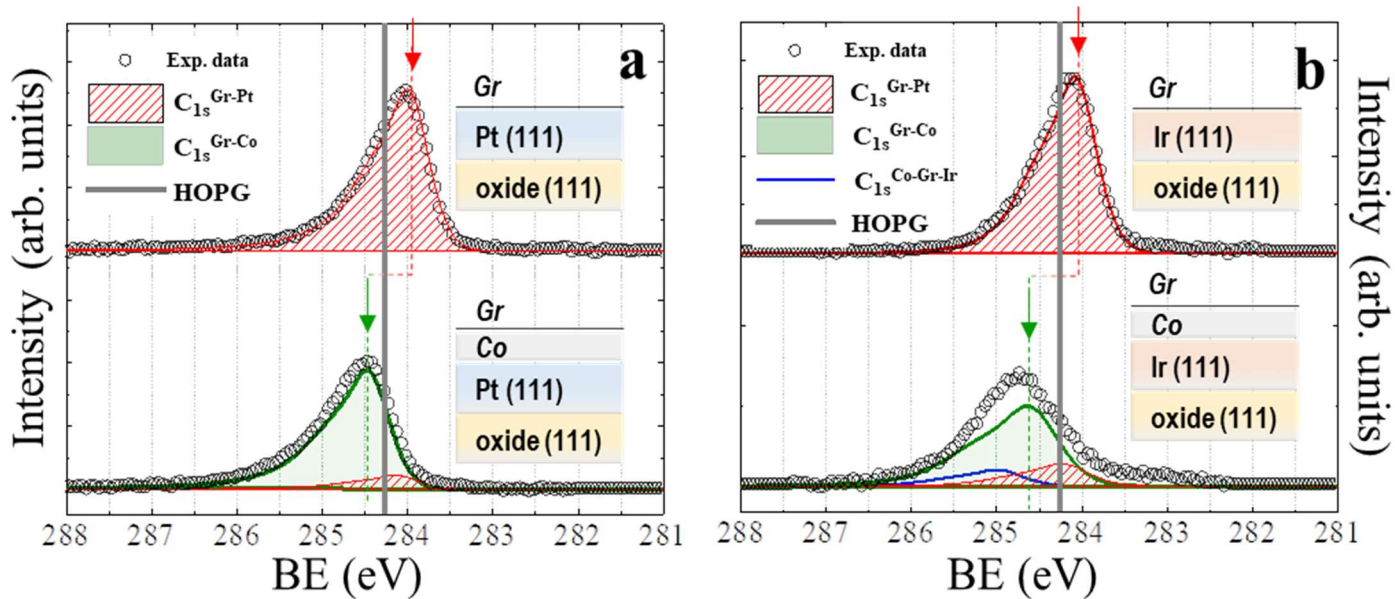 a
Exp. data
C1s Gr-Pt
C1s Gr-Co
HOPG
Gr
Pt (111)
oxide (111)
Gr
Co
Pt (111)
oxide (111)
Intensity (arb. units)
288 287 286 285 284 283 282 281
BE (eV)
b
Exp. data
C1s Gr-Pt
C1s Gr-Co
C1s Co-Gr-Ir
HOPG
Gr
Ir (111)
oxide (111)
Gr
Co
Ir (111)
oxide (111)
Intensity (arb. units)
288 287 286 285 284 283 282 281
BE (eV)